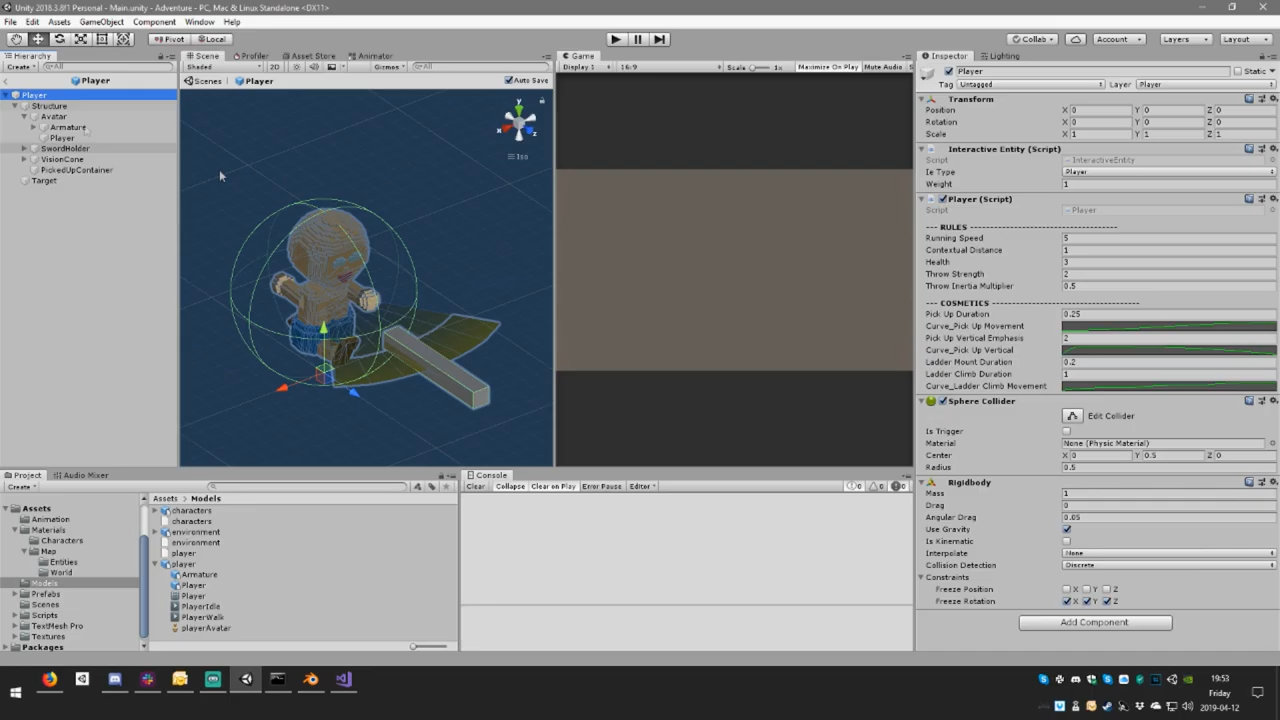 Unity 2018.3.8f1 Personal - Main.unity - Adventure - PC, Mac & Linux Standalone <DX11>
File Edit Assets GameObject Component Window Help
Pivot Local Collab Account Layers Layout
Hierarchy
Create All
Player
Player
Structure
Avatar
Armature
Player
SwordHolder
VisionCone
PickedUpContainer
Target
Scene Profiler Asset Store Animator
Shaded 2D Gizmos All
Scenes Player Auto Save
y
x
z
Iso
Game
Display 1 16:9 Scale 1x Maximize On Play Mute Audio
Inspector Lighting
Player Static
Tag Untagged Layer Player
Transform
Position X 0 Y 0 Z 0
Rotation X 0 Y 0 Z 0
Scale X 1 Y 1 Z 1
Interactive Entity (Script)
Script InteractiveEntity
Ie Type Player
Weight 1
Player (Script)
Script Player
--- RULES -----------------------------------
Running Speed 5
Contextual Distance 1
Health 3
Throw Strength 2
Throw Inertia Multiplier 0.5
--- COSMETICS -----------------------------------
Pick Up Duration 0.25
Curve_Pick Up Movement
Pick Up Vertical Emphasis 2
Curve_Pick Up Vertical
Ladder Mount Duration 0.2
Ladder Climb Duration 1
Curve_Ladder Climb Movement
Sphere Collider
Edit Collider
Is Trigger
Material None (Physic Material)
Center X 0 Y 0.5 Z 0
Radius 0.5
Rigidbody
Mass 1
Drag 0
Angular Drag 0.05
Use Gravity
Is Kinematic
Interpolate None
Collision Detection Discrete
Constraints
Freeze Position X Y Z
Freeze Rotation X Y Z
Add Component
Project Audio Mixer
Create
Assets
Animation
Materials
Characters
Map
Entities
World
Models
Prefabs
Scenes
Scripts
TextMesh Pro
Textures
Packages
Assets Models
characters
characters
environment
environment
player
player
Armature
Player
Player
PlayerIdle
PlayerWalk
playerAvatar
Console
Clear Collapse Clear on Play Error Pause Editor 0 0 0
19:53
Friday
2019-04-12